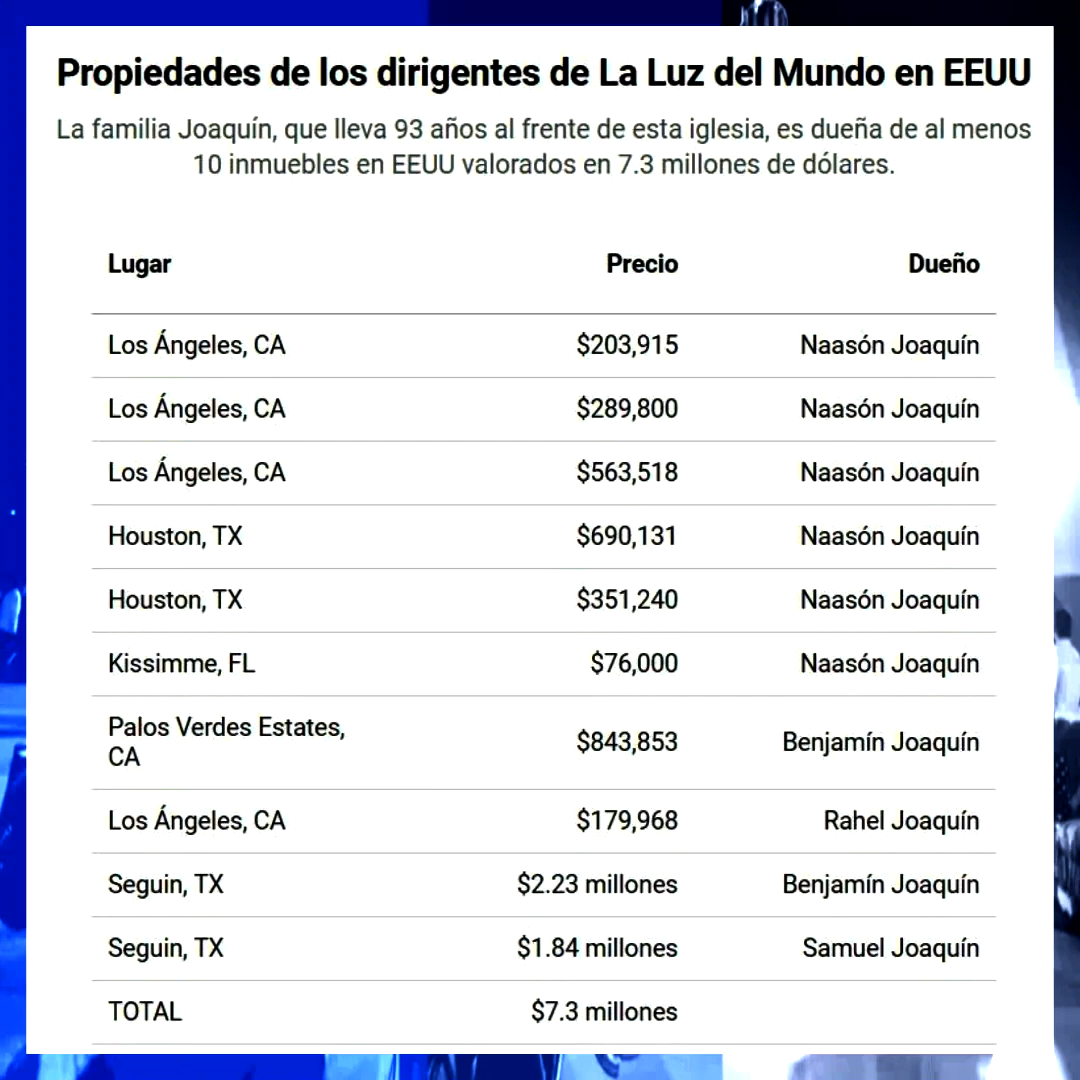 Propiedades de los dirigentes de La Luz del Mundo en EEUU
La familia Joaquín, que lleva 93 años al frente de esta iglesia, es dueña de al menos
10 inmuebles en EEUU valorados en 7.3 millones de dólares.
Lugar Precio Dueño
Los Ángeles, CA $203,915 Naasón Joaquín
Los Ángeles, CA $289,800 Naasón Joaquín
Los Ángeles, CA $563,518 Naasón Joaquín
Houston, TX $690,131 Naasón Joaquín
Houston, TX $351,240 Naasón Joaquín
Kissimme, FL $76,000 Naasón Joaquín
Palos Verdes Estates,
CA $843,853 Benjamín Joaquín
Los Ángeles, CA $179,968 Rahel Joaquín
Seguin, TX $2.23 millones Benjamín Joaquín
Seguin, TX $1.84 millones Samuel Joaquín
TOTAL $7.3 millones